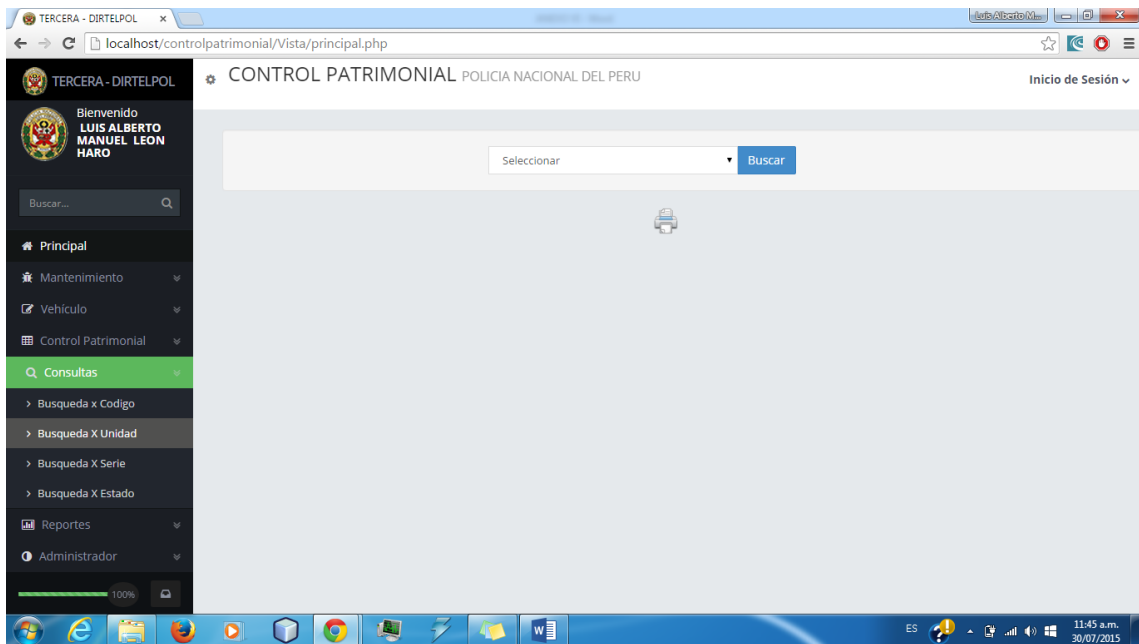 TERCERA - DIRTELPOL
Luis Alberto M...
localhost/controlpatrimonial/Vista/principal.php
TERCERA - DIRTELPOL
CONTROL PATRIMONIAL POLICIA NACIONAL DEL PERU
Inicio de Sesión
Bienvenido
LUIS ALBERTO
MANUEL LEON
HARO
Seleccionar
Buscar
Buscar...
Principal
Mantenimiento
Vehículo
Control Patrimonial
Consultas
Busqueda x Codigo
Busqueda X Unidad
Busqueda X Serie
Busqueda X Estado
Reportes
Administrador
100%
ES
11:45 a.m.
30/07/2015